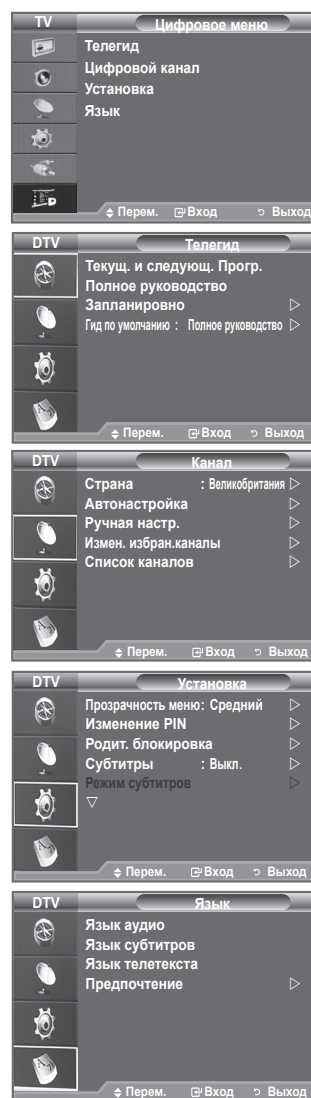 TV Цифровое меню
Телегид
Цифровой канал
Установка
Язык
Перем. Вход Выход
DTV Телегид
Текущ. и следующ. Прогр.
Полное руководство
Запланировно
Гид по умолчанию : Полное руководство
Перем. Вход Выход
DTV Канал
Страна : Великобритания
Автонастройка
Ручная настр.
Измен. избран.каналы
Список каналов
Перем. Вход Выход
DTV Установка
Прозрачность меню: Средний
Изменение PIN
Родит. блокировка
Субтитры : Выкл.
Режим субтитров
Перем. Вход Выход
DTV Язык
Язык аудио
Язык субтитров
Язык телетекста
Предпочтение
Перем. Вход Выход